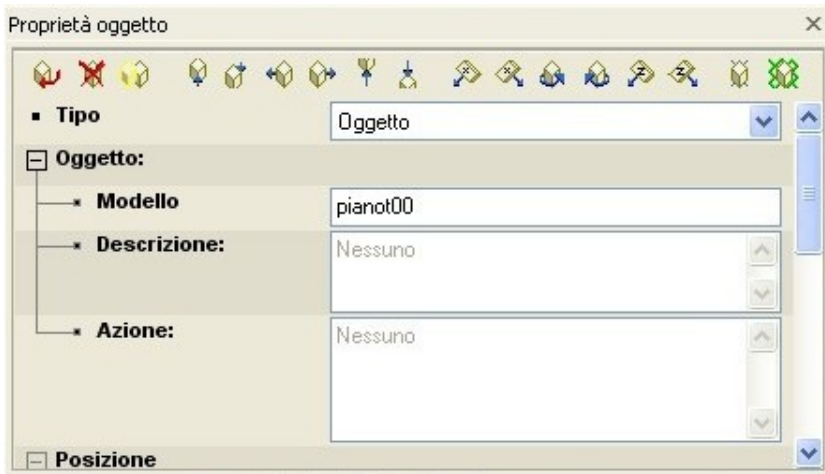 Proprietà oggetto
Tipo
Oggetto
Oggetto:
Modello
pianot00
Descrizione:
Nessuno
Azione:
Nessuno
Posizione